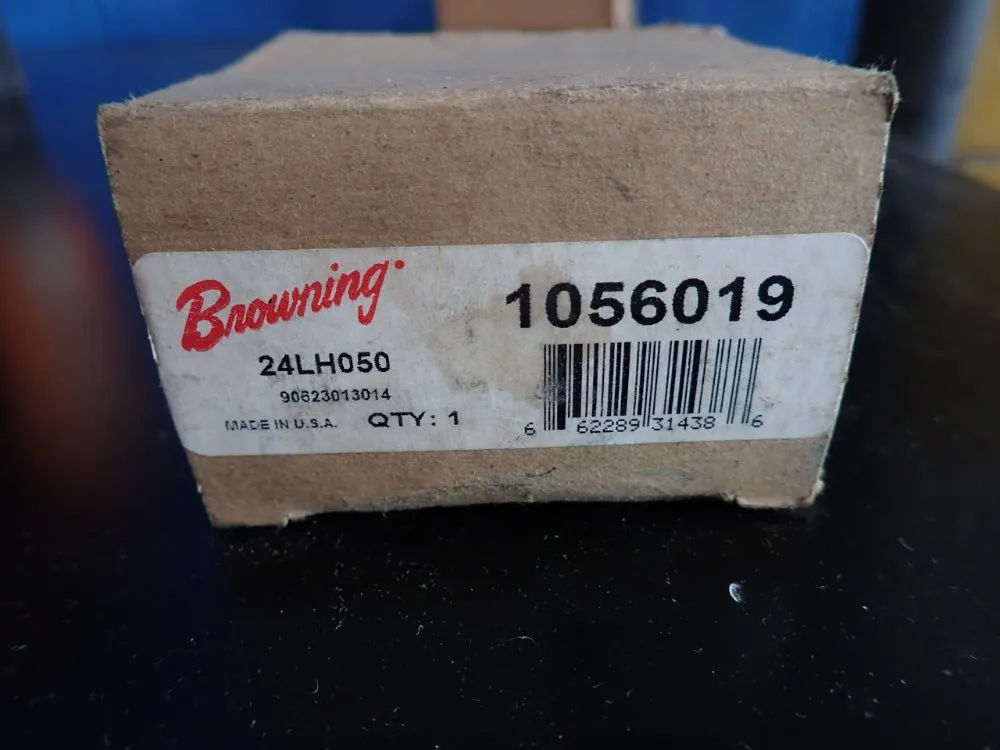 Browning
24LH050
90623013014
MADE IN U.S.A. QTY: 1
1056019
6 62289 31438 6